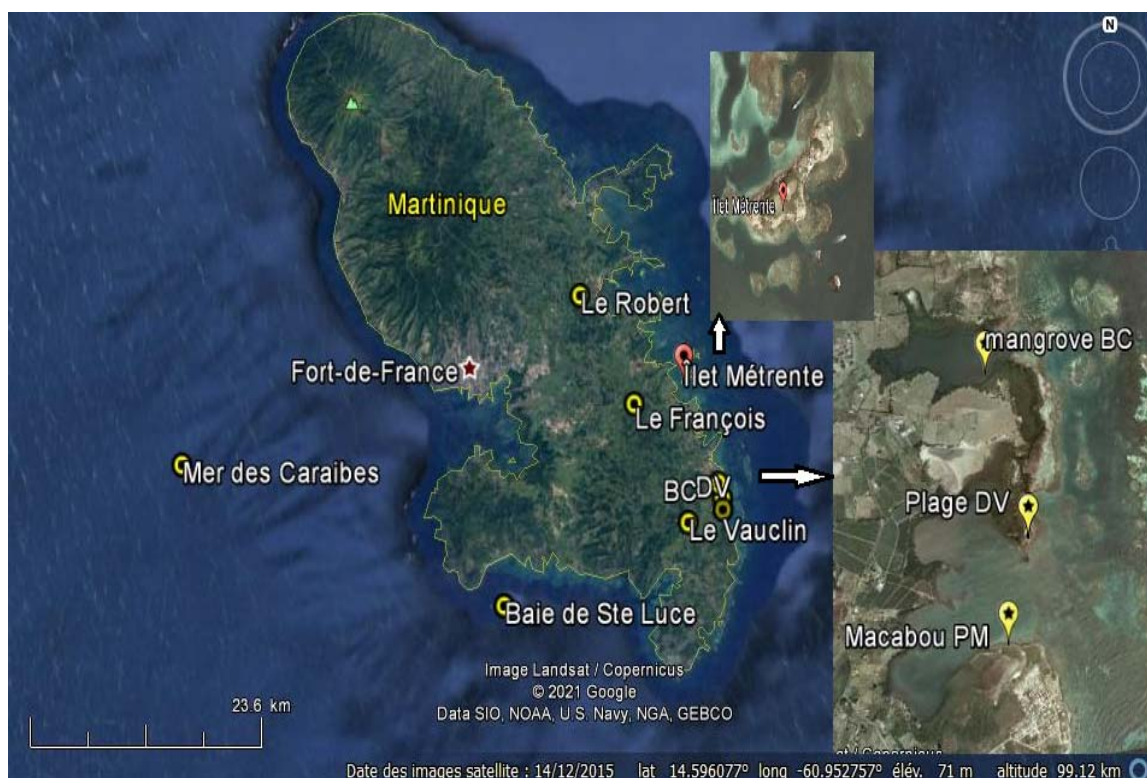 N
Martinique
Îlet Métrente
Le Robert
mangrove BC
Fort-de-France
Îlet Métrente
Le François
Mer des Caraibes
BC DV
Plage DV
Le Vauclin
Baie de Ste Luce
Macabou PM
Image Landsat / Copernicus
© 2021 Google
Data SIO, NOAA, U.S. Navy, NGA, GEBCO
23.6 km
Date des images satellite : 14/12/2015 lat 14.596077° long -60.952757° élév. 71 m altitude 99.12 km